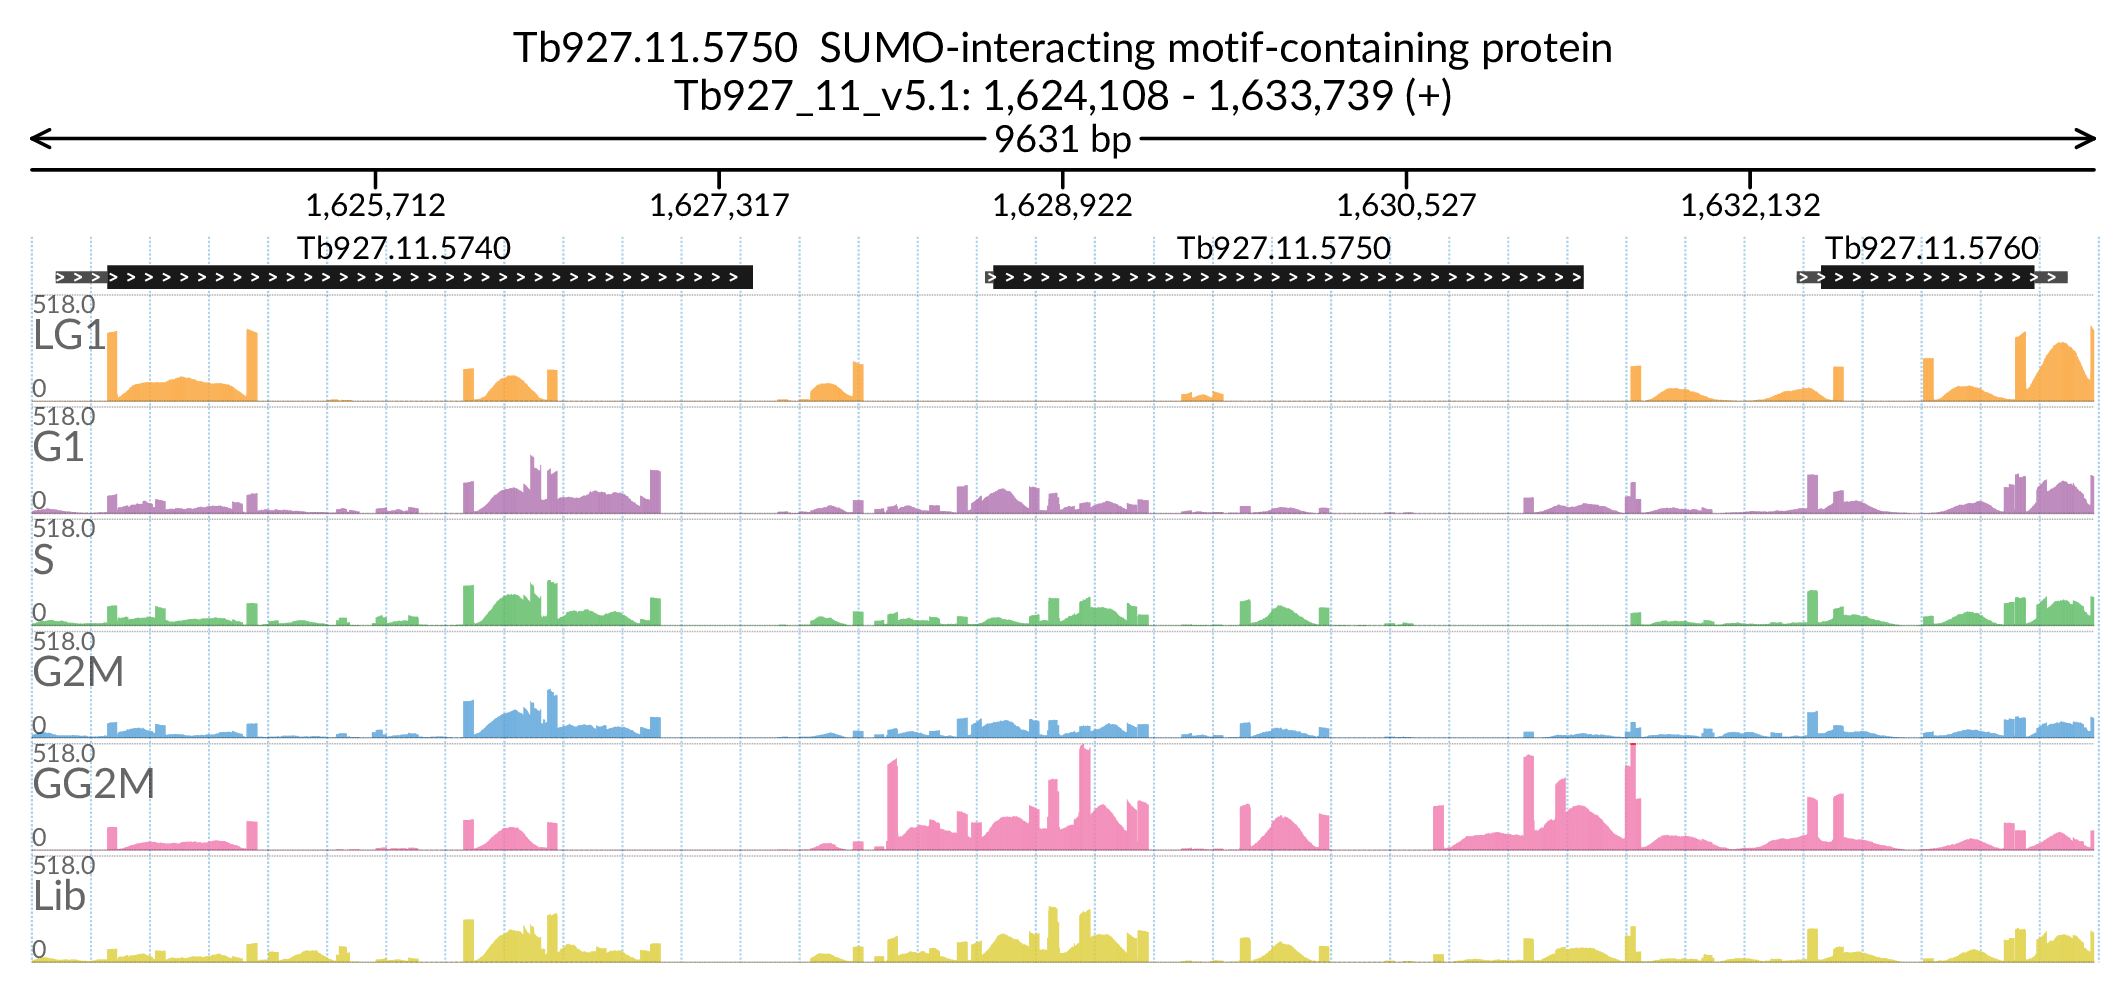 Tb927.11.5750 SUMO-interacting motif-containing protein
Tb927_11_v5.1: 1,624,108 - 1,633,739 (+)
9631 bp
1,625,712 1,627,317 1,628,922 1,630,527 1,632,132
Tb927.11.5740 Tb927.11.5750 Tb927.11.5760
518.0
LG1
0
518.0
G1
0
518.0
S
0
518.0
G2M
0
518.0
GG2M
0
518.0
Lib
0